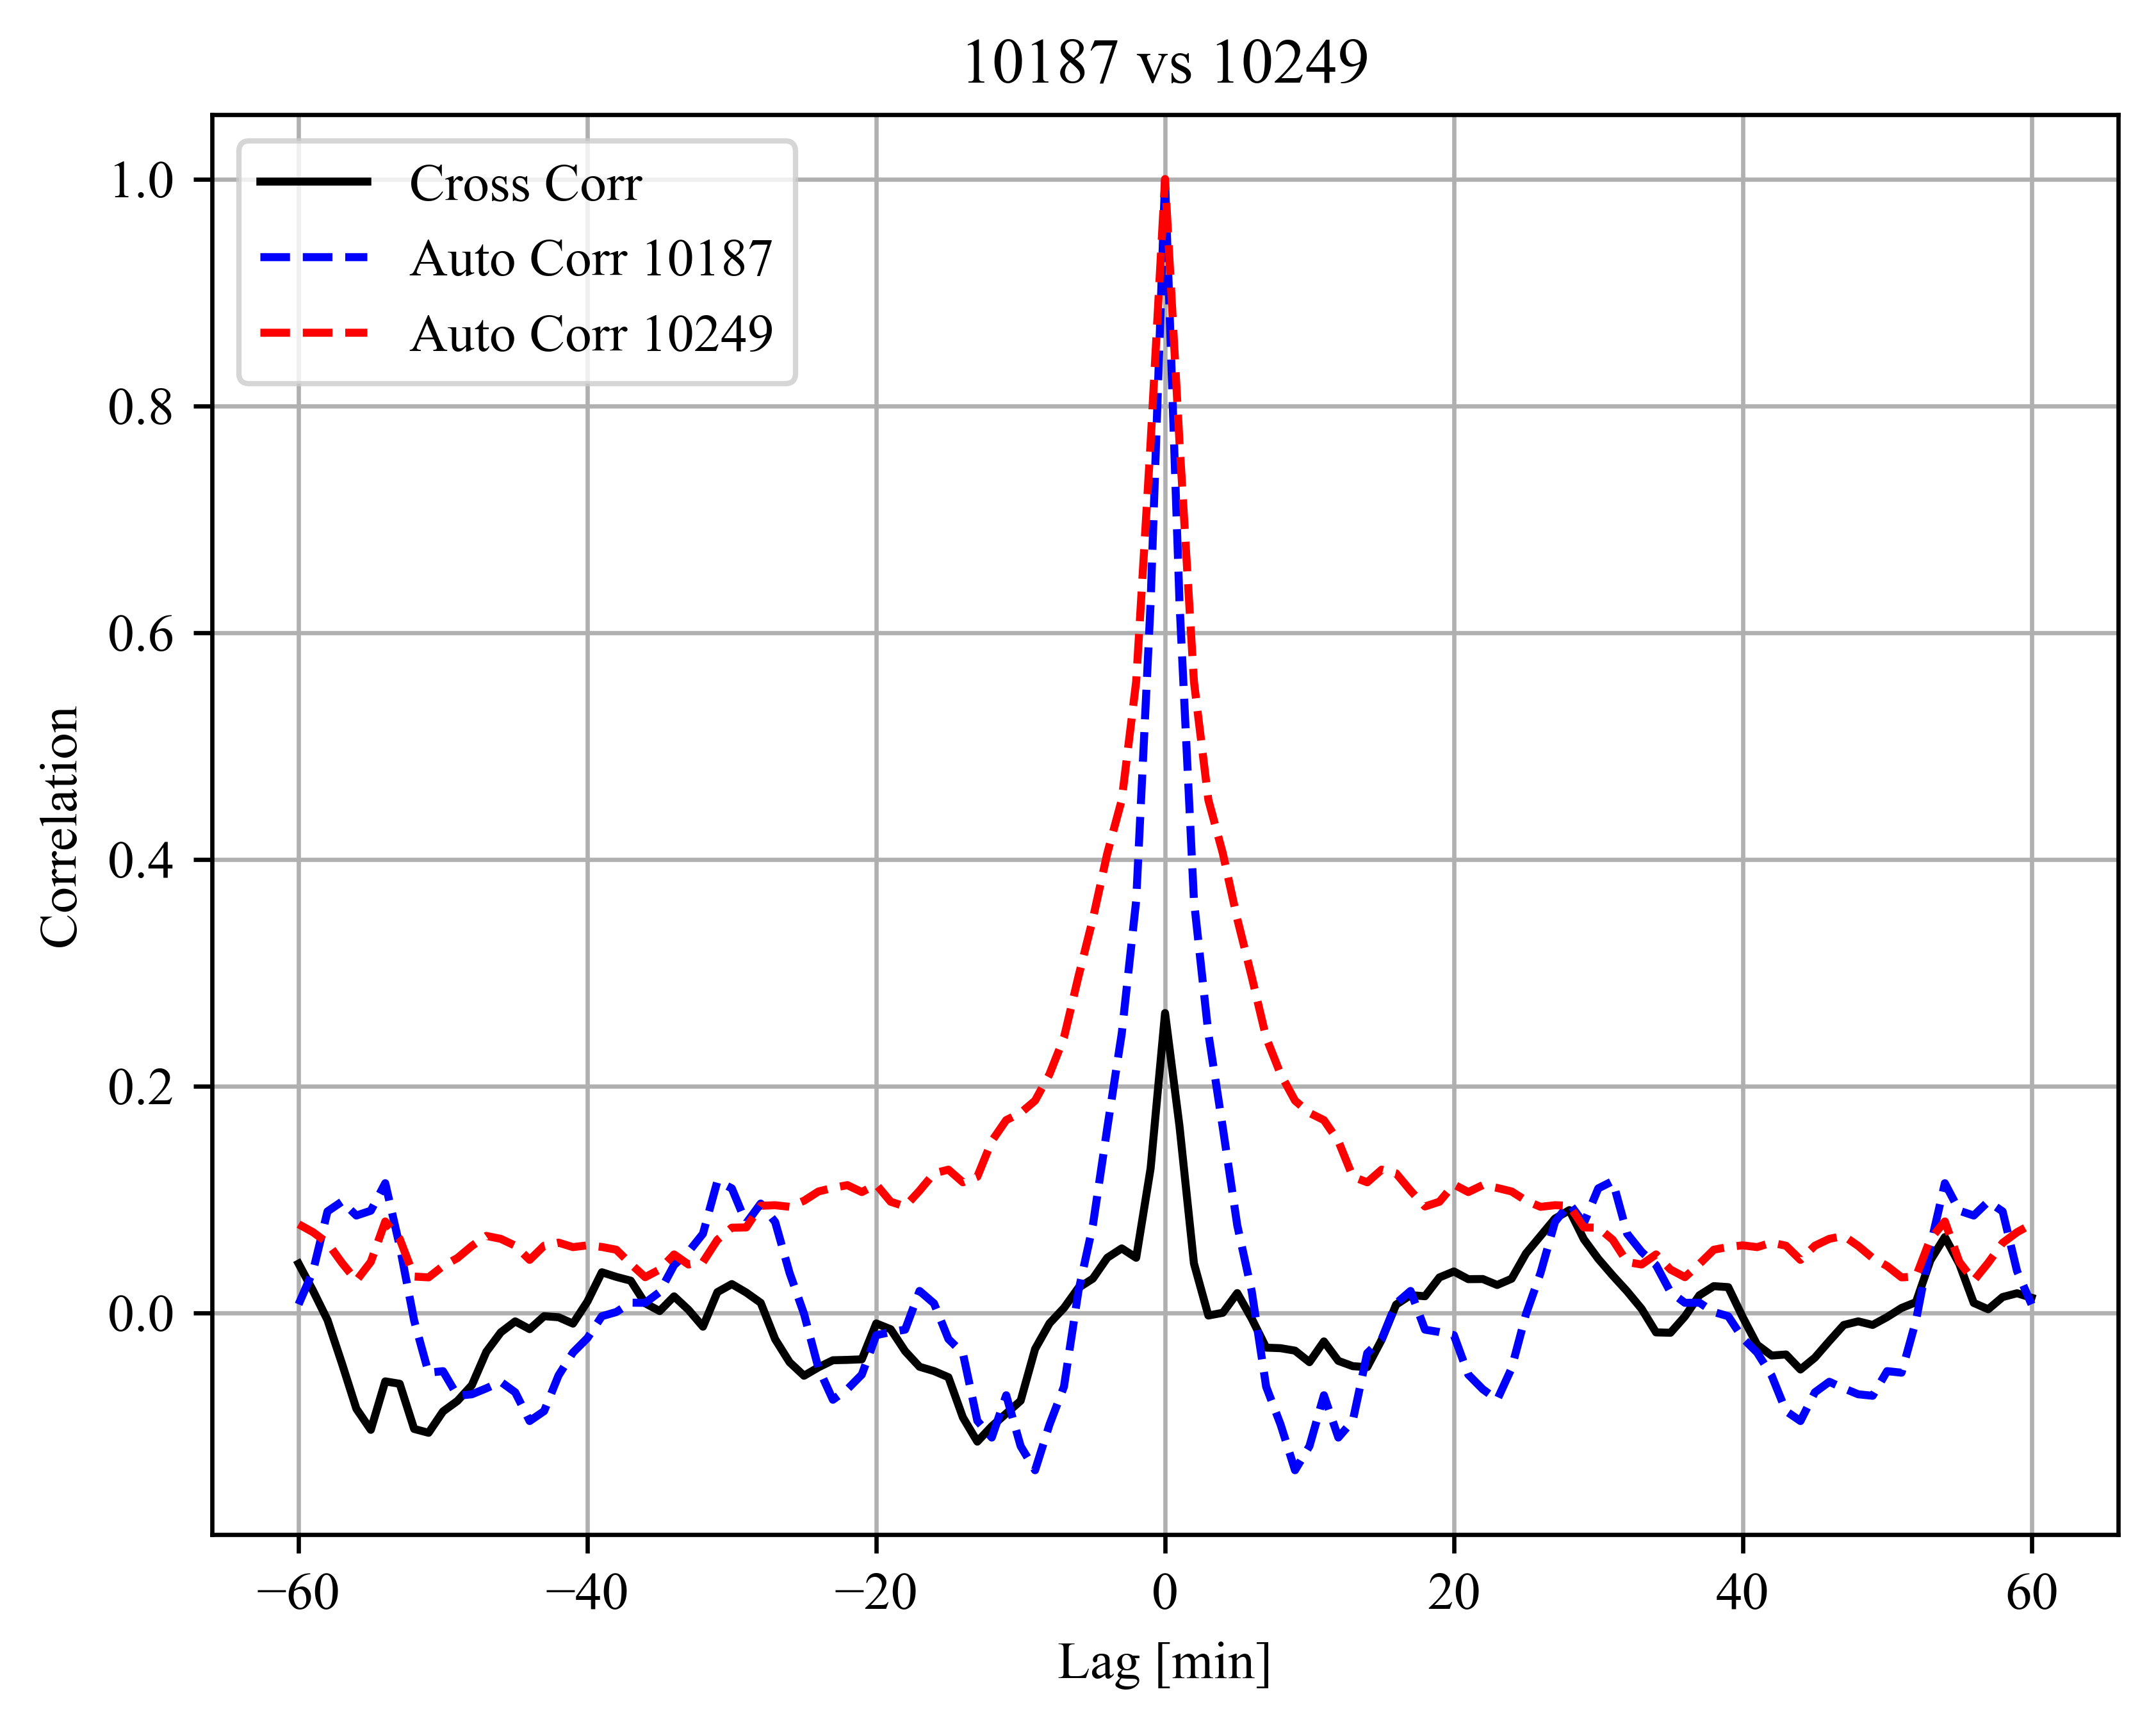 10187 vs 10249
Cross Corr
Auto Corr 10187
Auto Corr 10249
1.0
0.8
0.6
0.4
0.2
0.0
Correlation
−60 −40 −20 0 20 40 60
Lag [min]